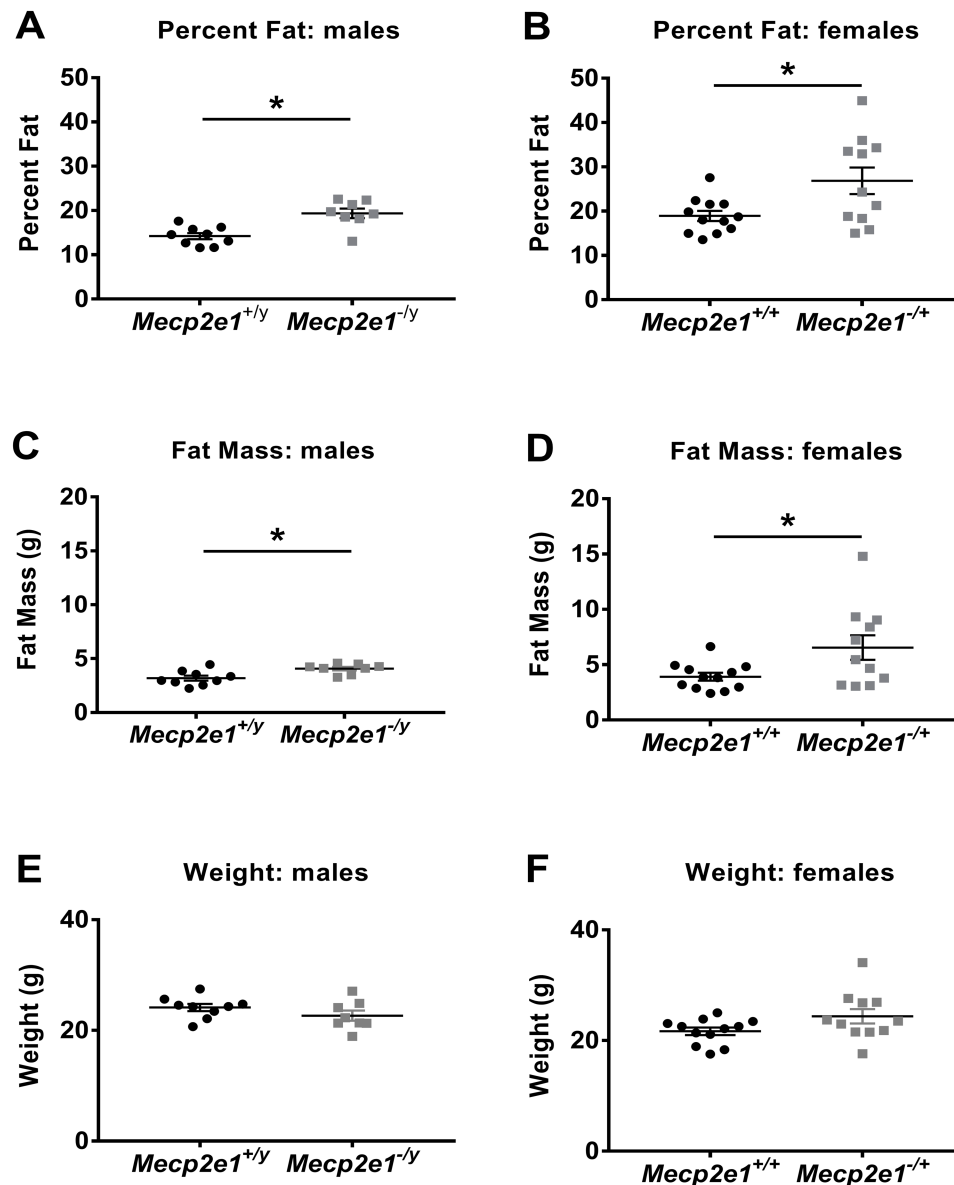 A
Percent Fat: males
Percent Fat
50
40
30
20
10
0
*
Mecp2e1+/y
Mecp2e1-/y
B
Percent Fat: females
Percent Fat
50
40
30
20
10
0
*
Mecp2e1+/+
Mecp2e1-/+
C
Fat Mass: males
Fat Mass (g)
20
15
10
5
0
*
Mecp2e1+/y
Mecp2e1-/y
D
Fat Mass: females
Fat Mass (g)
20
15
10
5
0
*
Mecp2e1+/+
Mecp2e1-/+
E
Weight: males
Weight (g)
40
20
0
Mecp2e1+/y
Mecp2e1-/y
F
Weight: females
Weight (g)
40
20
0
Mecp2e1+/+
Mecp2e1-/+